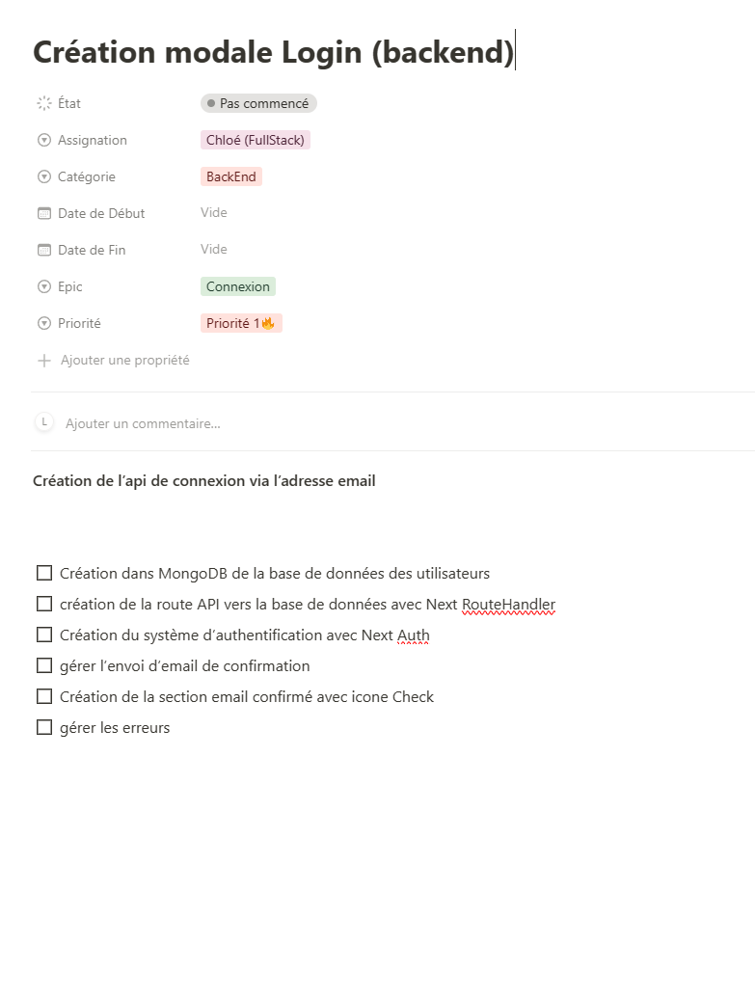 Création modale Login (backend)
État Pas commencé
Assignation Chloé (FullStack)
Catégorie BackEnd
Date de Début Vide
Date de Fin Vide
Epic Connexion
Priorité Priorité 1🔥
Ajouter une propriété
L Ajouter un commentaire...
Création de l’api de connexion via l’adresse email
Création dans MongoDB de la base de données des utilisateurs
création de la route API vers la base de données avec Next RouteHandler
Création du système d’authentification avec Next Auth
gérer l’envoi d’email de confirmation
Création de la section email confirmé avec icone Check
gérer les erreurs